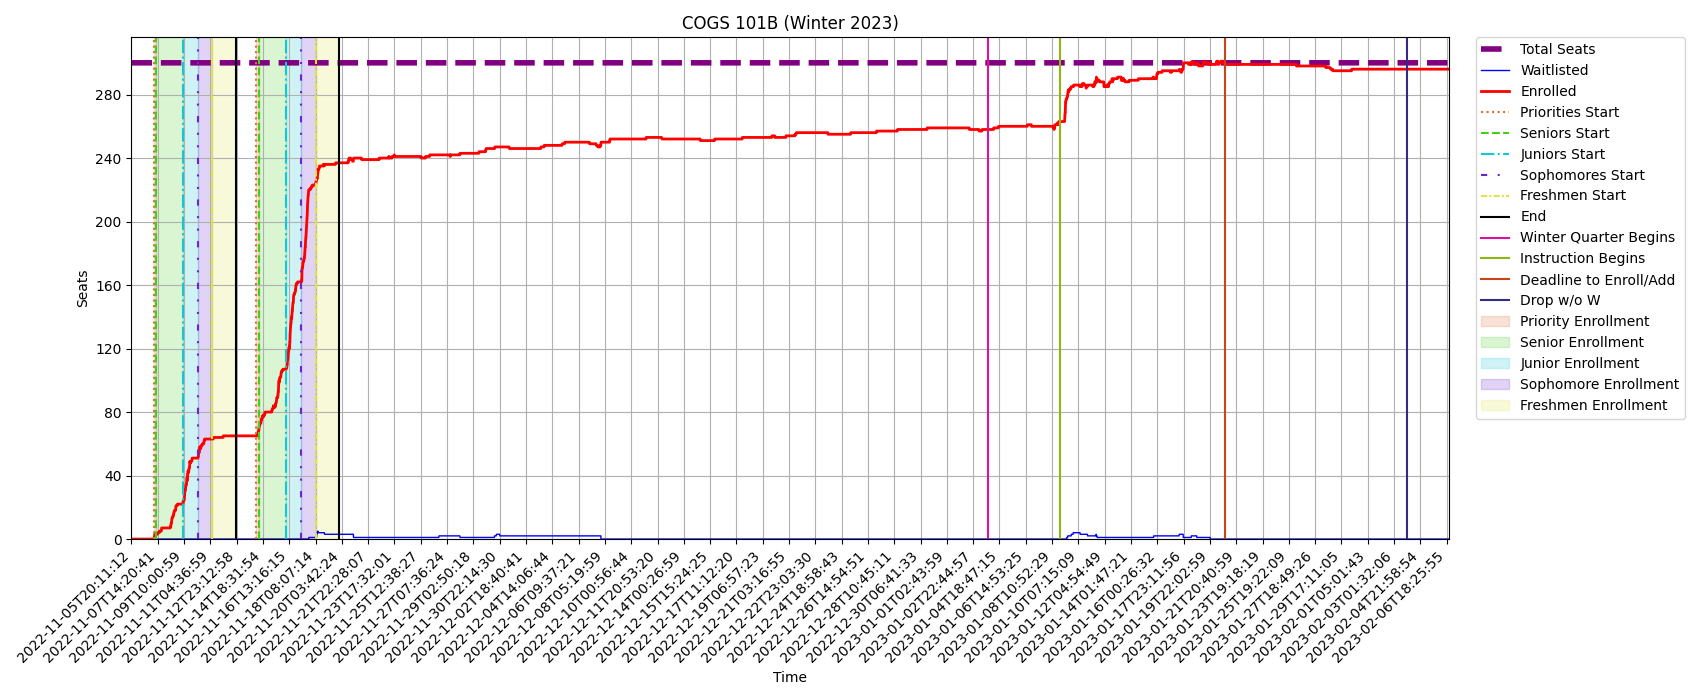 COGS 101B (Winter 2023)
Seats
280
240
200
160
120
80
40
0
2022-11-05T20:11:12
2022-11-07T14:20:41
2022-11-09T10:00:59
2022-11-11T04:36:59
2022-11-12T23:12:58
2022-11-14T18:31:54
2022-11-16T13:16:15
2022-11-18T08:07:14
2022-11-20T03:42:24
2022-11-21T22:28:07
2022-11-23T17:32:01
2022-11-25T12:38:27
2022-11-27T07:36:24
2022-11-29T02:50:18
2022-11-30T22:14:30
2022-12-02T18:40:41
2022-12-04T14:06:44
2022-12-06T09:37:21
2022-12-08T05:19:59
2022-12-10T00:56:44
2022-12-11T20:53:20
2022-12-14T00:26:59
2022-12-15T15:24:25
2022-12-17T11:12:20
2022-12-19T06:57:23
2022-12-21T03:16:55
2022-12-22T23:03:30
2022-12-24T18:58:43
2022-12-26T14:54:51
2022-12-28T10:45:11
2022-12-30T06:41:33
2023-01-01T02:43:59
2023-01-02T22:44:57
2023-01-04T18:47:15
2023-01-06T14:53:25
2023-01-08T10:52:29
2023-01-10T07:15:09
2023-01-12T04:54:49
2023-01-14T01:47:21
2023-01-16T00:26:32
2023-01-17T23:11:56
2023-01-19T22:02:59
2023-01-21T20:40:59
2023-01-23T19:18:19
2023-01-25T19:22:09
2023-01-27T18:49:26
2023-01-29T17:11:05
2023-02-01T05:01:43
2023-02-03T01:32:06
2023-02-04T21:58:54
2023-02-06T18:25:55
Time
Total Seats
Waitlisted
Enrolled
Priorities Start
Seniors Start
Juniors Start
Sophomores Start
Freshmen Start
End
Winter Quarter Begins
Instruction Begins
Deadline to Enroll/Add
Drop w/o W
Priority Enrollment
Senior Enrollment
Junior Enrollment
Sophomore Enrollment
Freshmen Enrollment